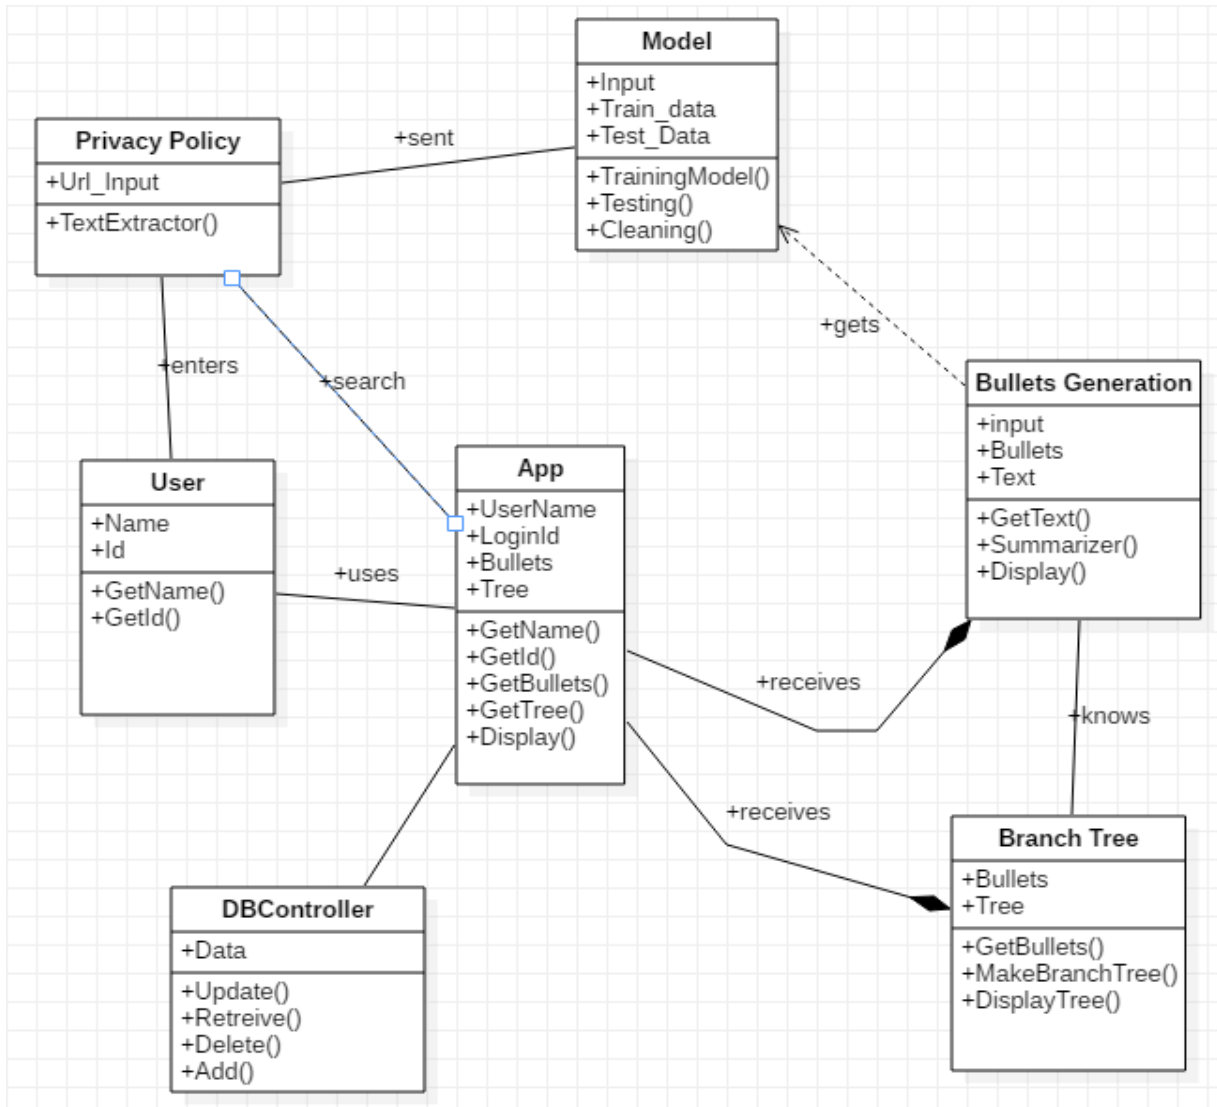 Model
+Input
+Train_data
+Test_Data
+TrainingModel()
+Testing()
+Cleaning()
Privacy Policy
+Url_Input
+TextExtractor()
+sent
+gets
+enters
+search
Bullets Generation
+input
+Bullets
+Text
+GetText()
+Summarizer()
+Display()
User
+Name
+Id
+GetName()
+GetId()
+uses
App
+UserName
+LoginId
+Bullets
+Tree
+GetName()
+GetId()
+GetBullets()
+GetTree()
+Display()
+receives
+knows
+receives
Branch Tree
+Bullets
+Tree
+GetBullets()
+MakeBranchTree()
+DisplayTree()
DBController
+Data
+Update()
+Retreive()
+Delete()
+Add()